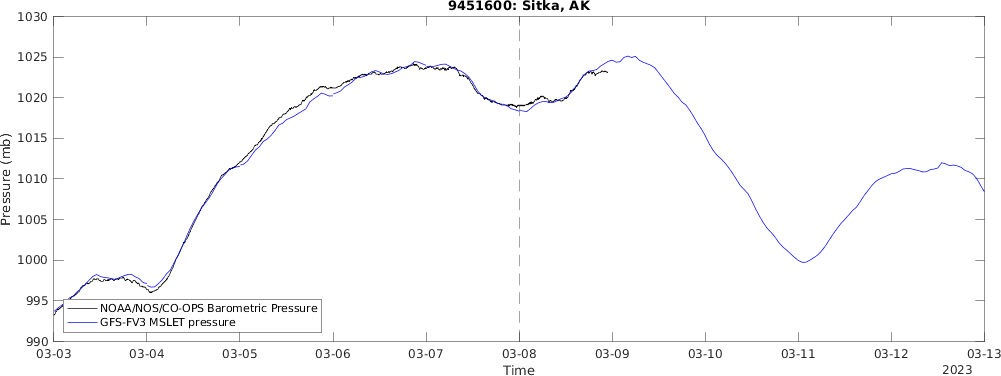 9451600: Sitka, AK
1030
1025
1020
1015
1010
1005
1000
995
990
Pressure (mb)
NOAA/NOS/CO-OPS Barometric Pressure
GFS-FV3 MSLET pressure
03-03 03-04 03-05 03-06 03-07 03-08 03-09 03-10 03-11 03-12 03-13
Time
2023